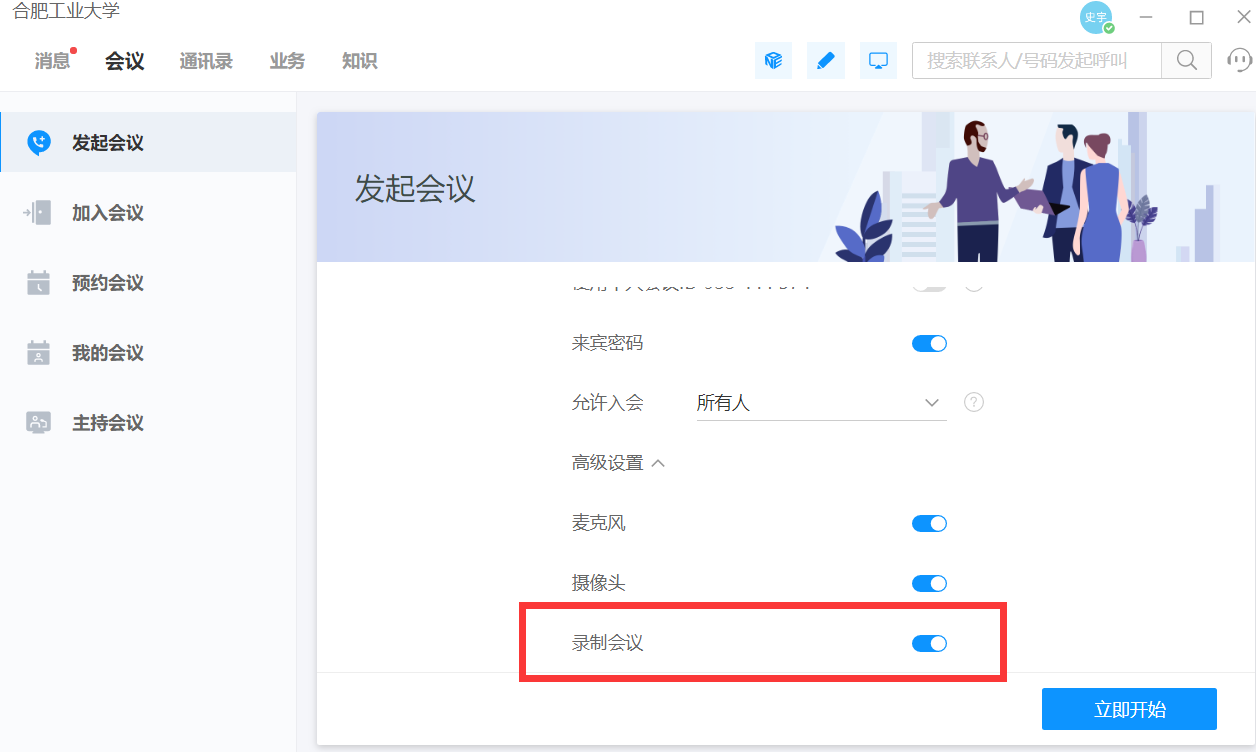 合肥工业大学
史宇
消息 会议 通讯录 业务 知识
搜索联系人/号码发起呼叫
发起会议
加入会议
预约会议
我的会议
主持会议
发起会议
来宾密码
允许入会 所有人 ?
高级设置
麦克风
摄像头
录制会议
立即开始